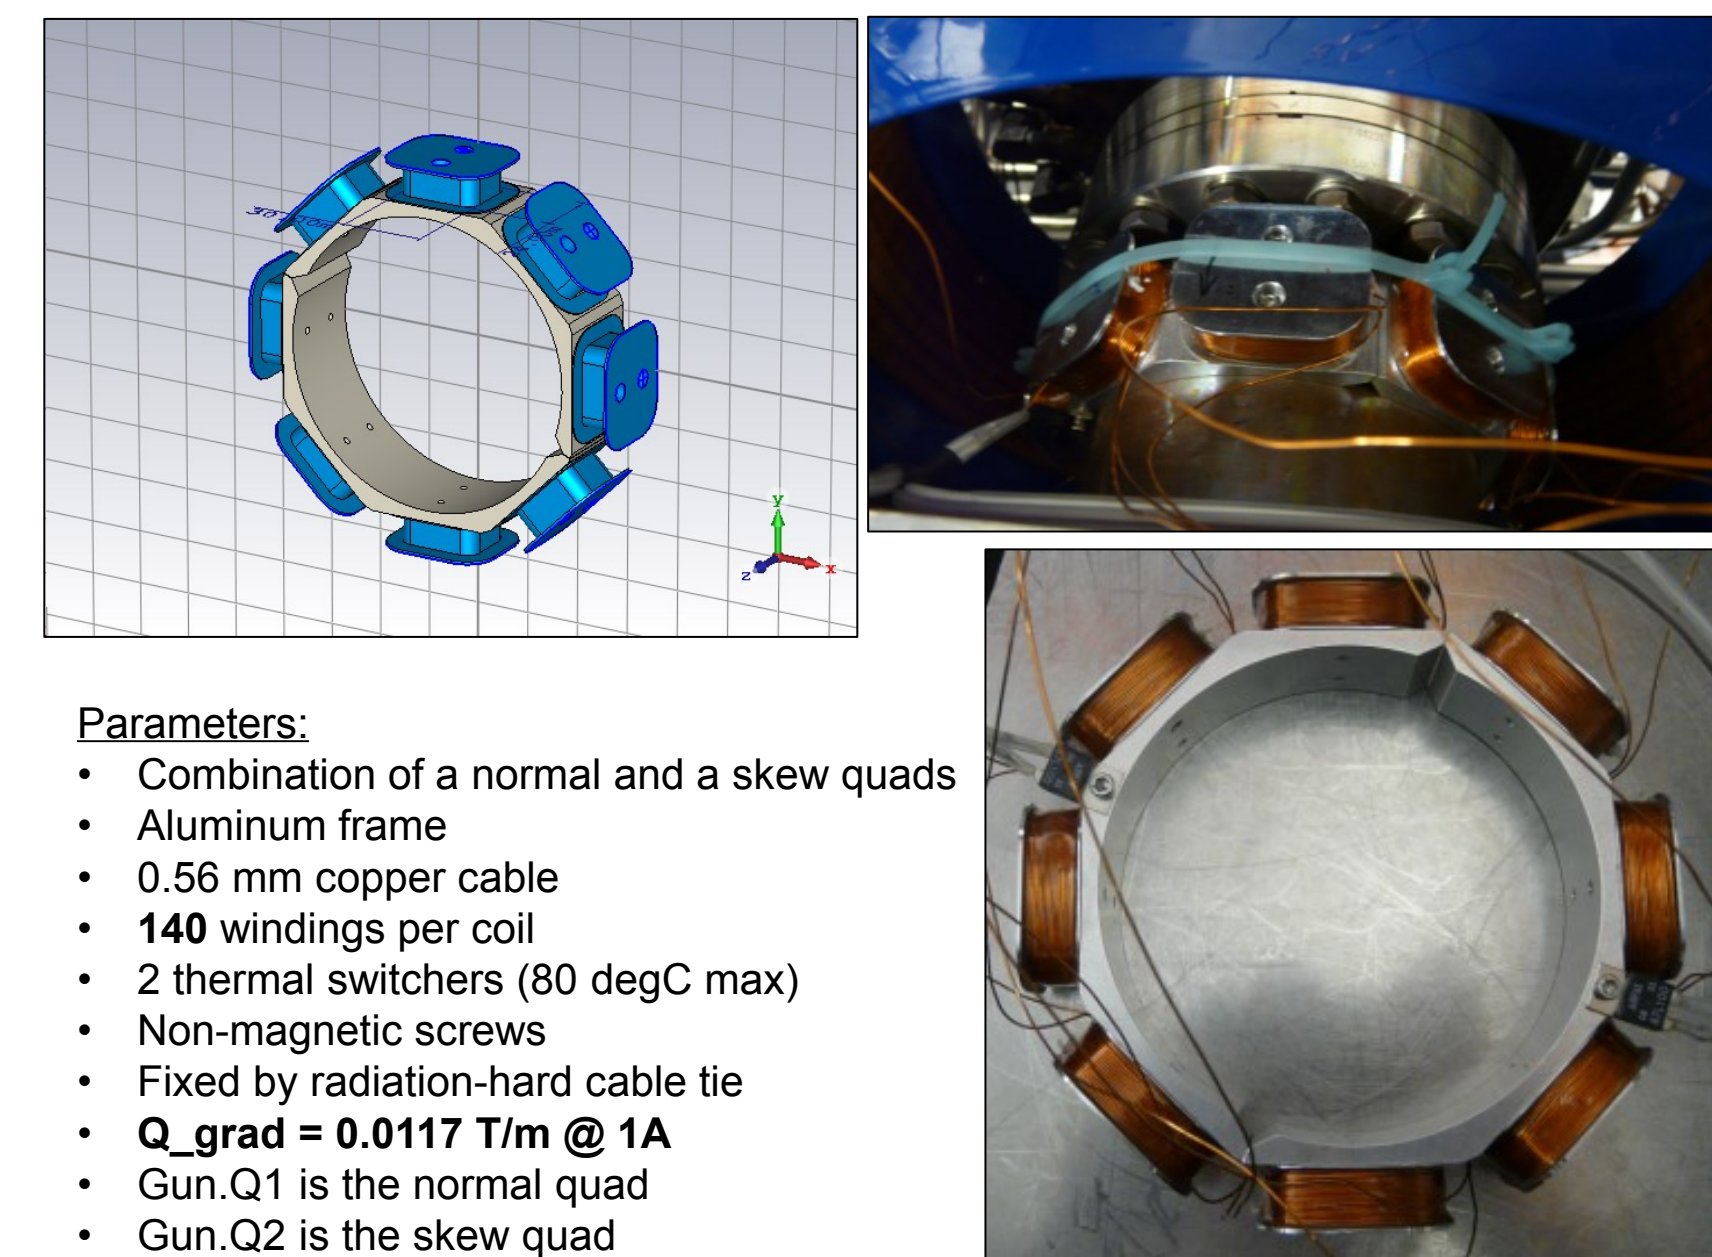 y
x
z
Parameters:
• Combination of a normal and a skew quads
• Aluminum frame
• 0.56 mm copper cable
• 140 windings per coil
• 2 thermal switchers (80 degC max)
• Non-magnetic screws
• Fixed by radiation-hard cable tie
• Q_grad = 0.0117 T/m @ 1A
• Gun.Q1 is the normal quad
• Gun.Q2 is the skew quad